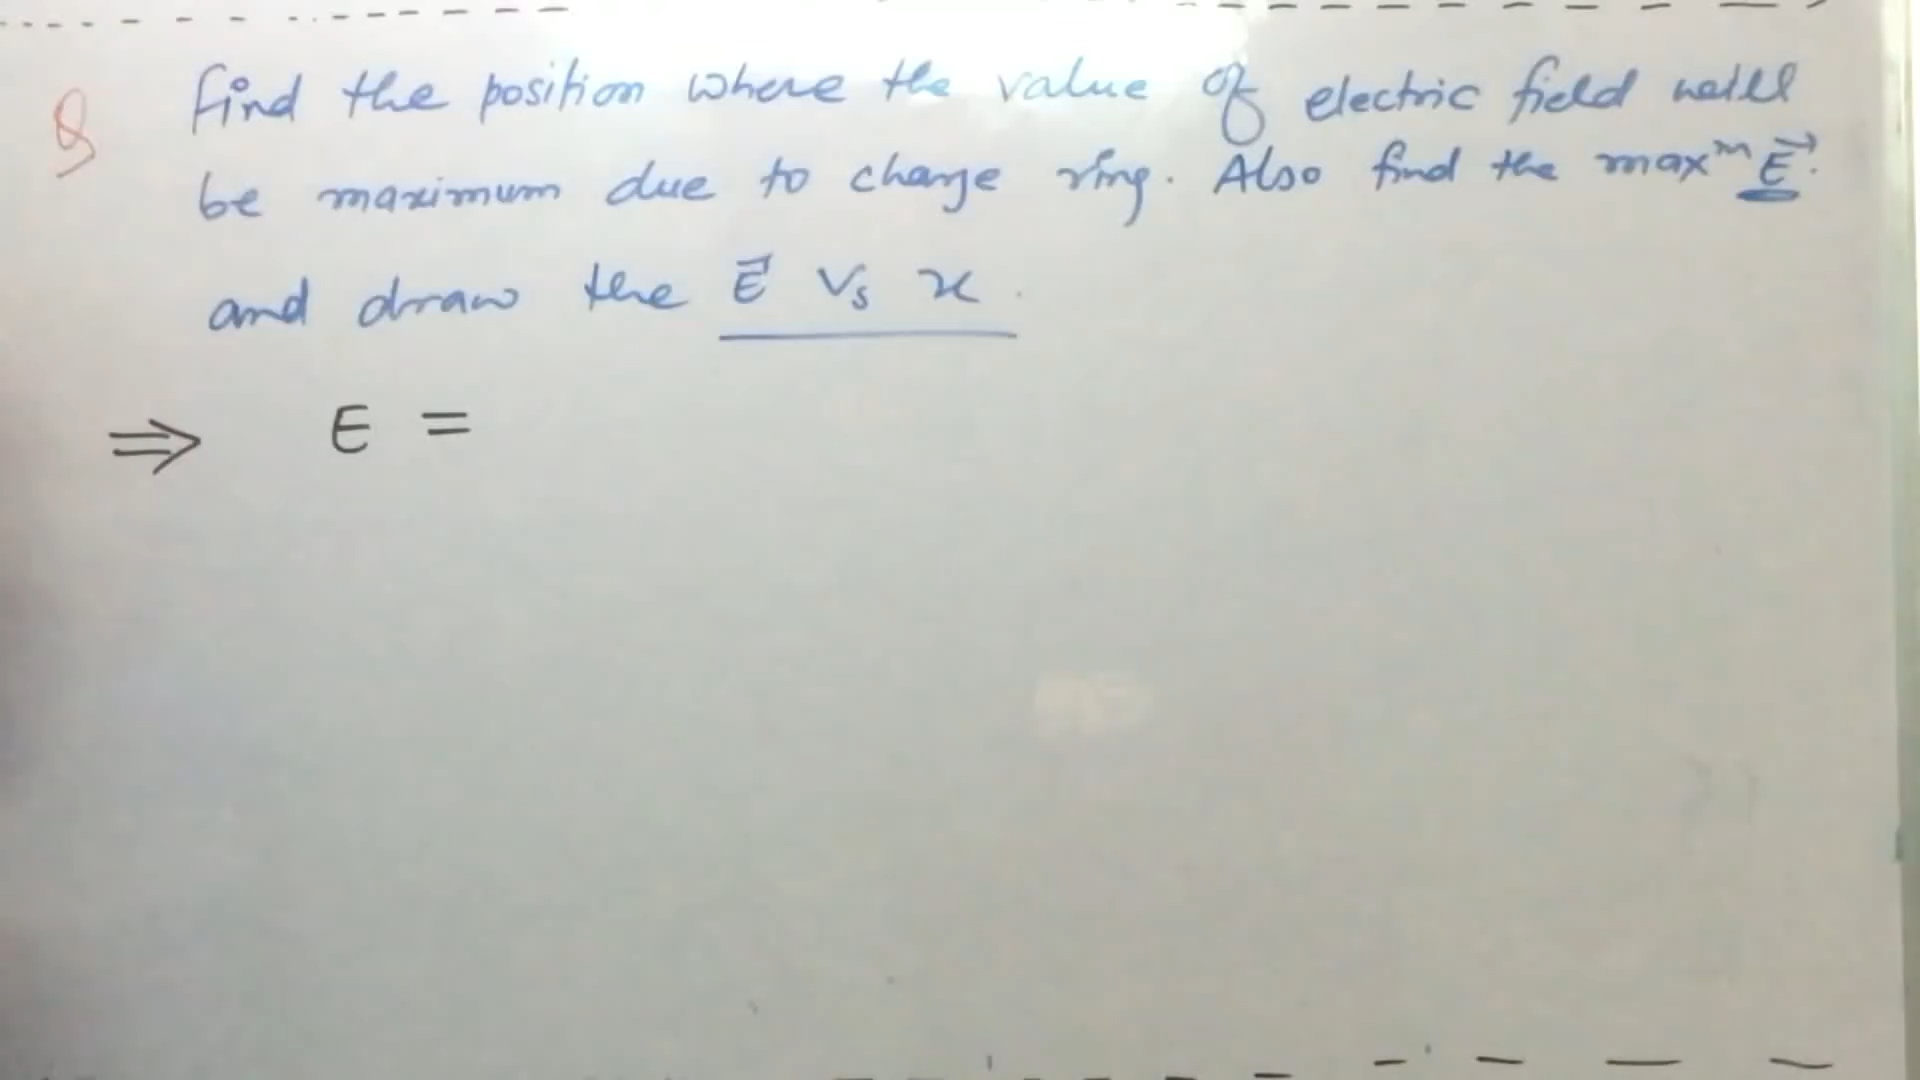 Q find the position where the value of electric field will
be maximum due to charge ring. Also find the maxᵐ E⃗.
and draw the E⃗ Vs x.
⇒ E =